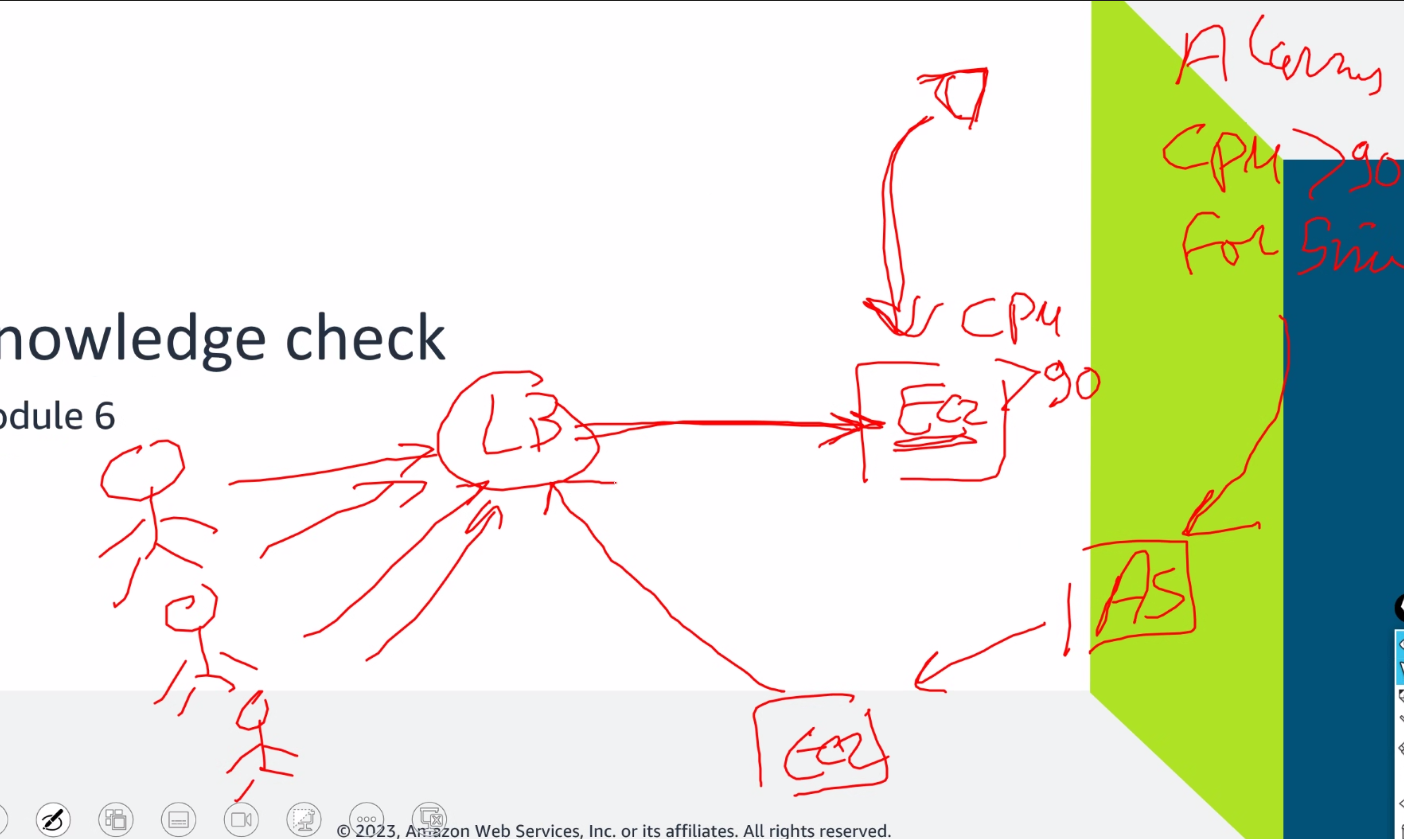 Alarms
CPU >90
For 5min
CPU
>90
nowledge check
LB
EC2
odule 6
AS
EC2
© 2023, Amazon Web Services, Inc. or its affiliates. All rights reserved.